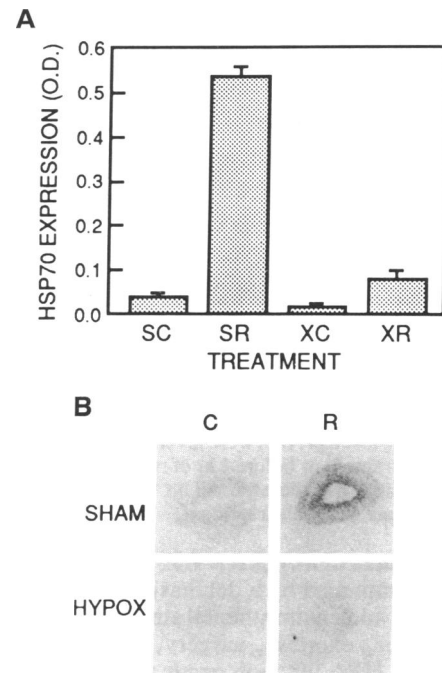 A
HSP70 EXPRESSION (O.D.)
0.6
0.5
0.4
0.3
0.2
0.1
0.0
SC SR XC XR
TREATMENT
B
C R
SHAM
HYPOX